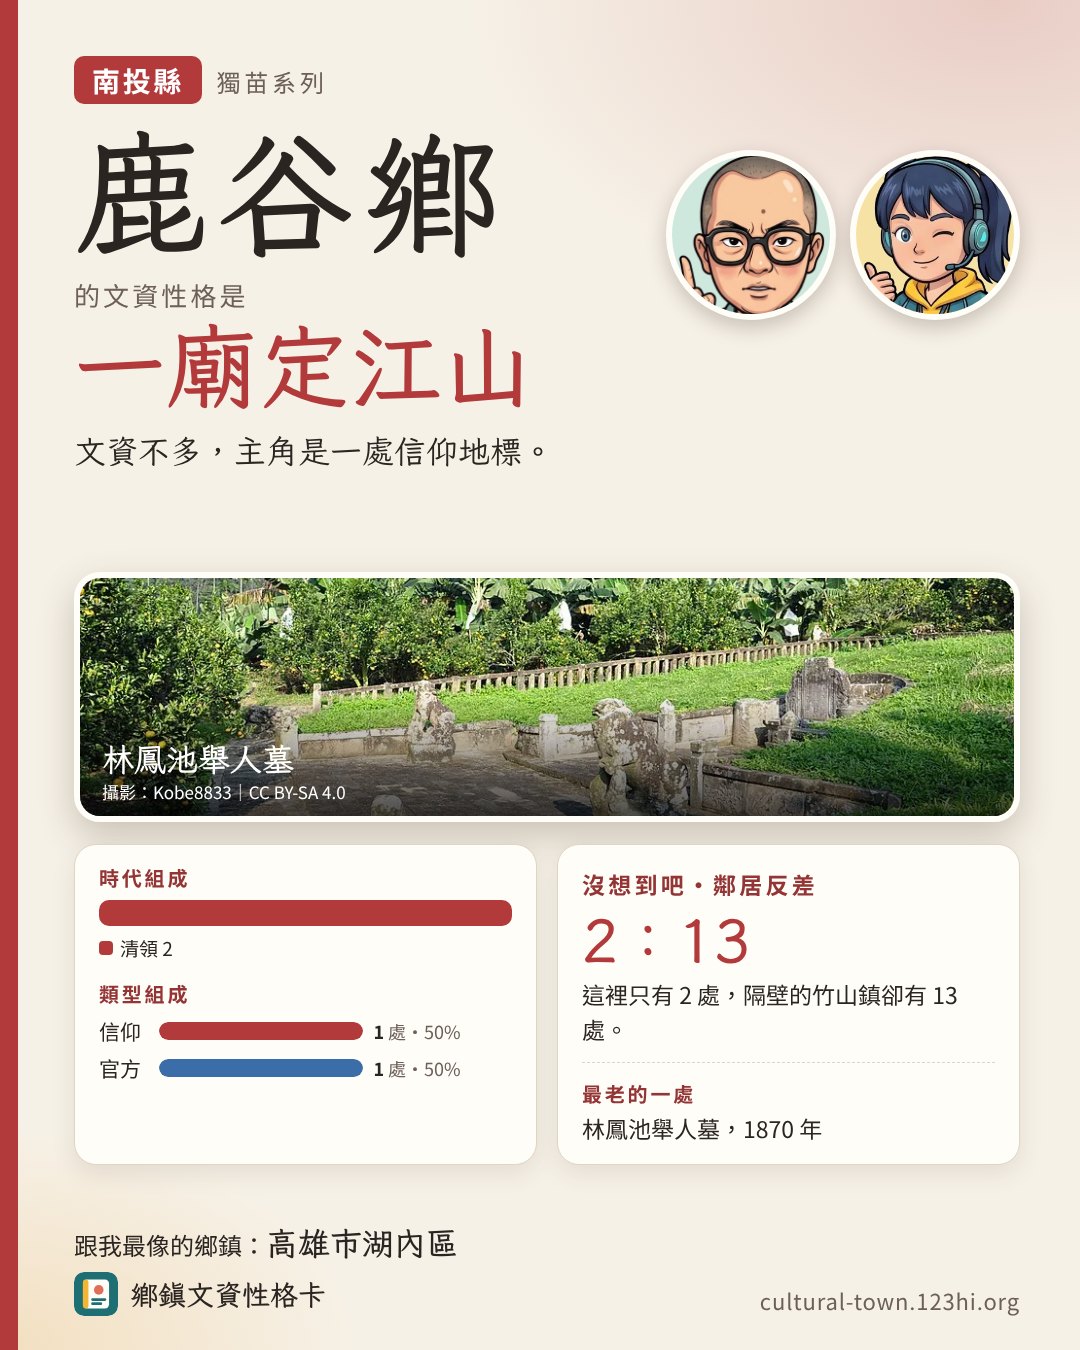 南投縣 獨苗系列
鹿谷鄉
的文資性格是
一廟定江山
文資不多，主角是一處信仰地標。
林鳳池舉人墓
攝影：Kobe8833｜CC BY-SA 4.0
時代組成
清領 2
類型組成
信仰 1 處・50%
官方 1 處・50%
沒想到吧・鄰居反差
2：13
這裡只有 2 處，隔壁的竹山鎮卻有 13
處。
最老的一處
林鳳池舉人墓，1870 年
跟我最像的鄉鎮：高雄市湖內區
鄉鎮文資性格卡
cultural-town.123hi.org